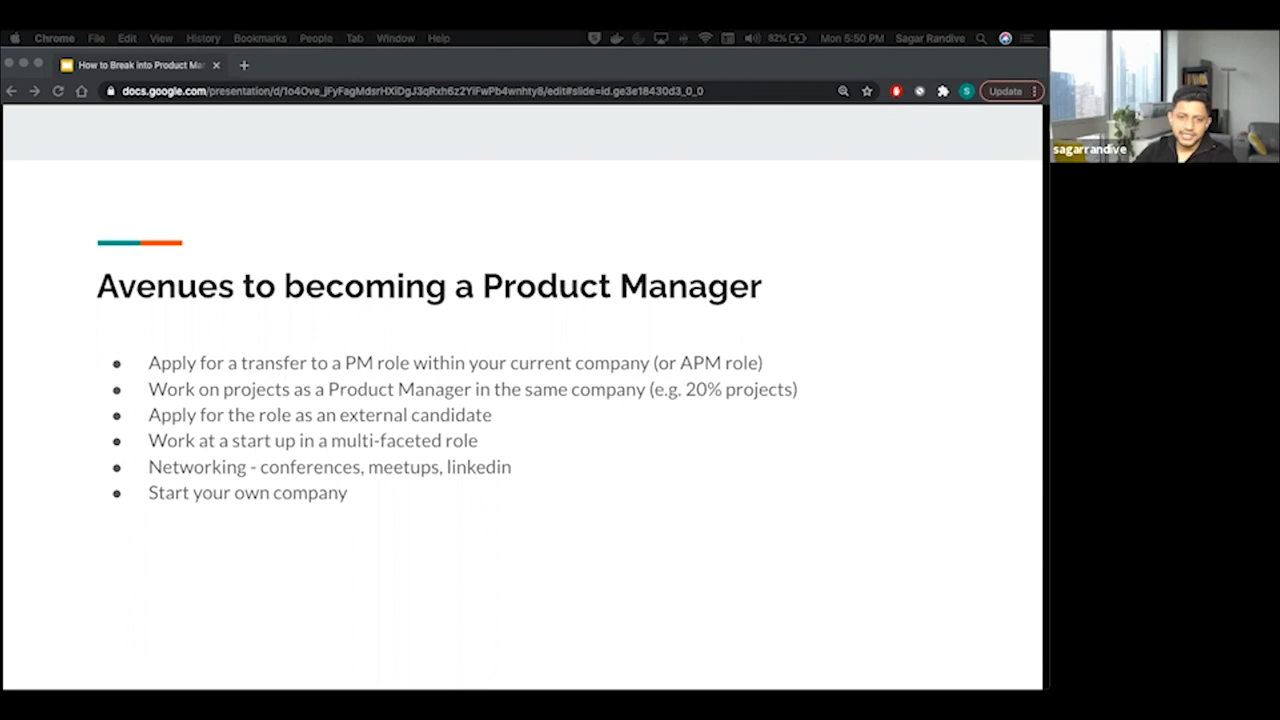 Chrome File Edit View History Bookmarks People Tab Window Help 82% Mon 5:50 PM Sagar Randive
How to Break into Product Ma
docs.google.com/presentation/d/1o4Ove_jFyFagMdsrHXiDgJ3qRxh6z2YiFwPb4wnhty8/edit#slide=id.ge3e18430d3_0_0 S Update
sagarrandive
Avenues to becoming a Product Manager
● Apply for a transfer to a PM role within your current company (or APM role)
● Work on projects as a Product Manager in the same company (e.g. 20% projects)
● Apply for the role as an external candidate
● Work at a start up in a multi-faceted role
● Networking - conferences, meetups, linkedin
● Start your own company